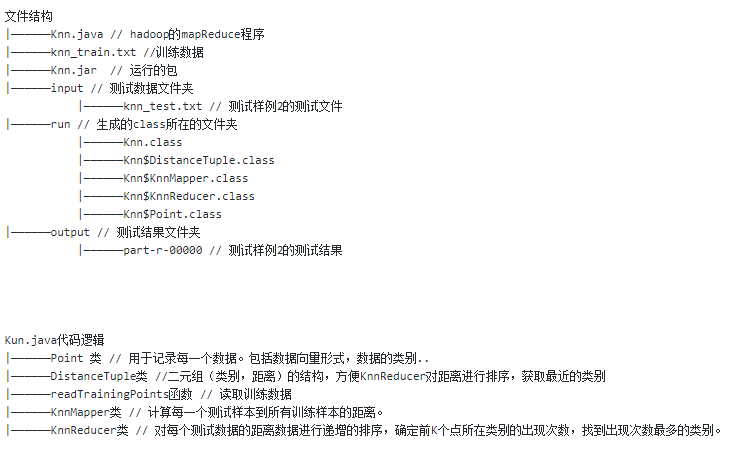 文件结构
|——————Knn.java // hadoop的mapReduce程序
|——————knn_train.txt //训练数据
|——————Knn.jar  // 运行的包
|——————input // 测试数据文件夹
        |——————knn_test.txt // 测试样例2的测试文件
|——————run // 生成的class所在的文件夹
        |——————Knn.class
        |——————Knn$DistanceTuple.class
        |——————Knn$KnnMapper.class
        |——————Knn$KnnReducer.class
        |——————Knn$Point.class
|——————output // 测试结果文件夹
        |——————part-r-00000 // 测试样例2的测试结果
Kun.java代码逻辑
|——————Point 类 // 用于记录每一个数据。包括数据向量形式，数据的类别..
|——————DistanceTuple类 //二元组（类别，距离）的结构，方便KnnReducer对距离进行排序，获取最近的类别
|——————readTrainingPoints函数 // 读取训练数据
|——————KnnMapper类 // 计算每一个测试样本到所有训练样本的距离。
|——————KnnReducer类 // 对每个测试数据的距离数据进行递增的排序，确定前K个点所在类别的出现次数，找到出现次数最多的类别。